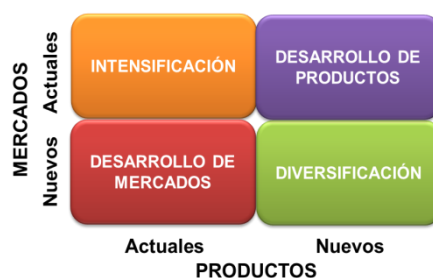 MERCADOS
Actuales
Nuevos
INTENSIFICACIÓN
DESARROLLO DE
PRODUCTOS
DESARROLLO DE
MERCADOS
DIVERSIFICACIÓN
Actuales
Nuevos
PRODUCTOS